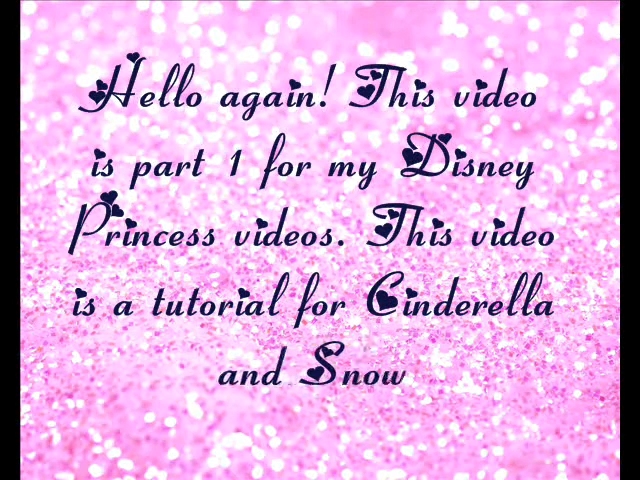 Hello again! This video
is part 1 for my Disney
Princess videos. This video
is a tutorial for Cinderella
and Snow